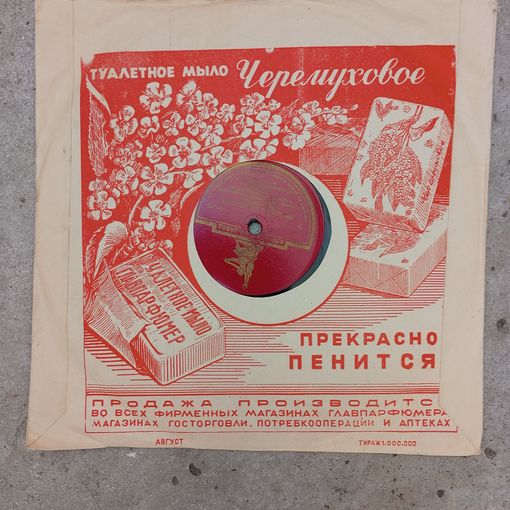 ТУАЛЕТНОЕ МЫЛО Черемуховое
ТУАЛЕТНОЕ МЫЛО
ГЛАВПАРФЮМЕР
ПРЕКРАСНО
ПЕНИТСЯ
ПРОДАЖА ПРОИЗВОДИТС
ВО ВСЕХ ФИРМЕННЫХ МАГАЗИНАХ ГЛАВПАРФЮМЕРА
МАГАЗИНАХ ГОСТОРГОВЛИ, ПОТРЕБКООПЕРАЦИИ И АПТЕКАХ
АВГУСТ ТИРАЖ 1.000.000